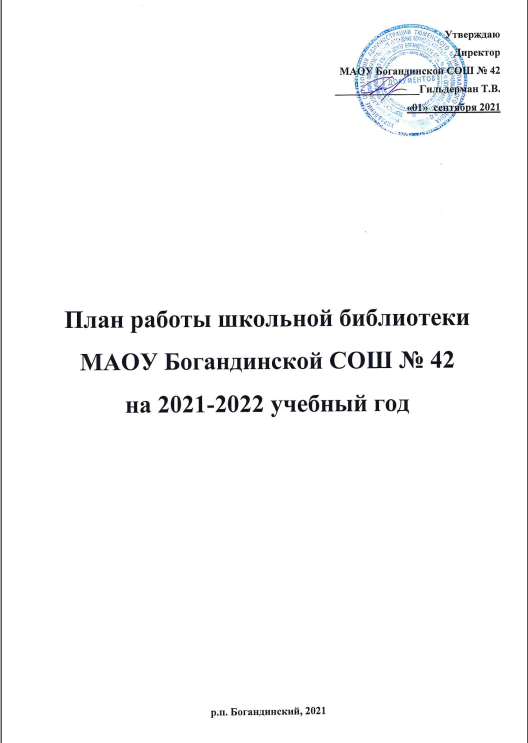 Утверждаю
Директор
МАОУ Богандинской СОШ № 42
Гильдерман Т.В.
«01» сентября 2021
ДОКУМЕНТОВ
План работы школьной библиотеки
МАОУ Богандинской СОШ № 42
на 2021-2022 учебный год
р.п. Богандинский, 2021